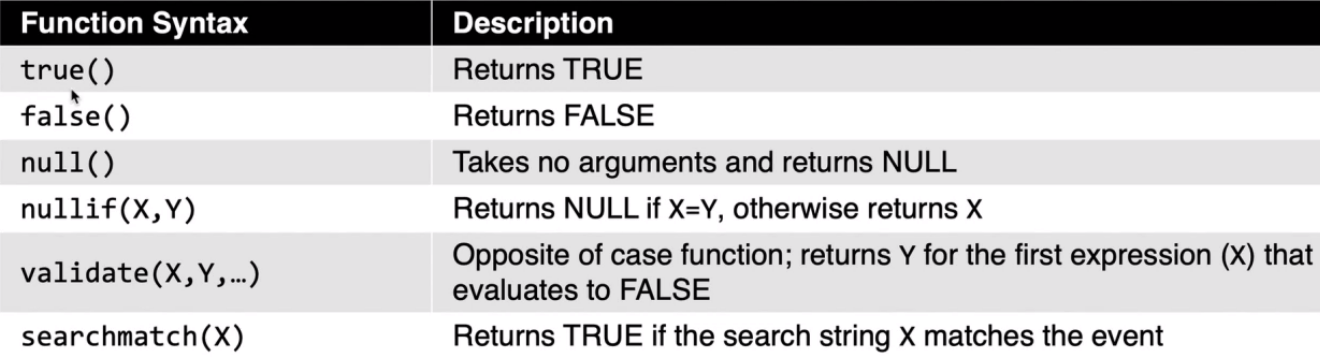 Function Syntax Description
true() Returns TRUE
false() Returns FALSE
null() Takes no arguments and returns NULL
nullif(X,Y) Returns NULL if X=Y, otherwise returns X
validate(X,Y,…) Opposite of case function; returns Y for the first expression (X) that
evaluates to FALSE
searchmatch(X) Returns TRUE if the search string X matches the event